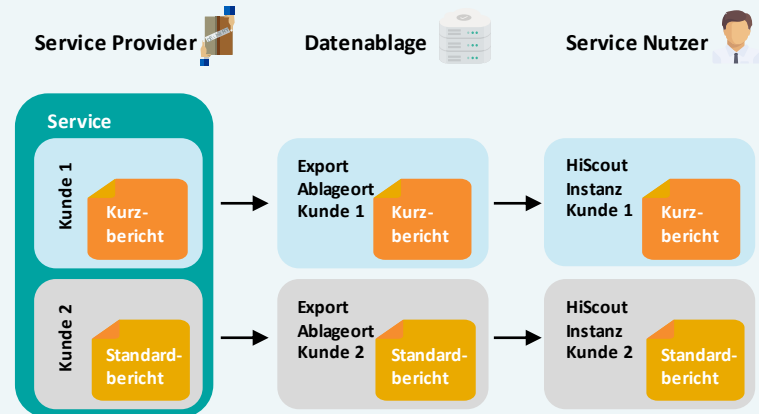 Service Provider
Datenablage
Service Nutzer
Service
Kunde 1
Kurz-
bericht
Export
Ablageort
Kunde 1
Kurz-
bericht
HiScout
Instanz
Kunde 1
Kurz-
bericht
Kunde 2
Standard-
bericht
Export
Ablageort
Kunde 2
Standard-
bericht
HiScout
Instanz
Kunde 2
Standard-
bericht